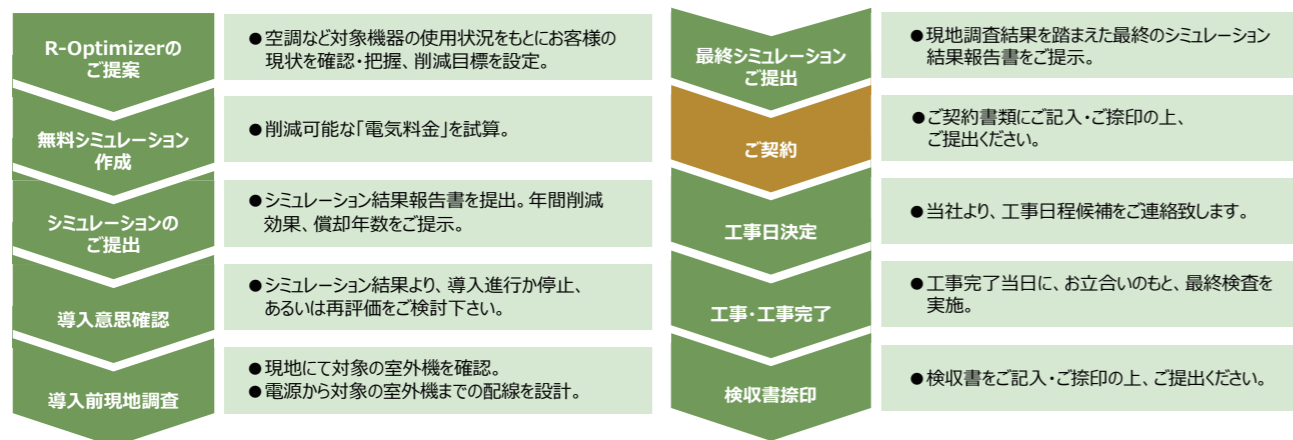 R-Optimizerの
ご提案
●空調など対象機器の使用状況をもとにお客様の
現状を確認・把握、削減目標を設定。
無料シミュレーション
作成
●削減可能な「電気料金」を試算。
シミュレーションの
ご提出
●シミュレーション結果報告書を提出。年間削減
効果、償却年数をご提示。
導入意思確認
●シミュレーション結果より、導入進行か停止、
あるいは再評価をご検討下さい。
導入前現地調査
●現地にて対象の室外機を確認。
●電源から対象の室外機までの配線を設計。
最終シミュレーション
ご提出
●現地調査結果を踏まえた最終のシミュレーション
結果報告書をご提示。
ご契約
●ご契約書類にご記入・ご捺印の上、
ご提出ください。
工事日決定
●当社より、工事日程候補をご連絡致します。
工事・工事完了
●工事完了当日に、お立合いのもと、最終検査を
実施。
検収書捺印
●検収書をご記入・ご捺印の上、ご提出ください。